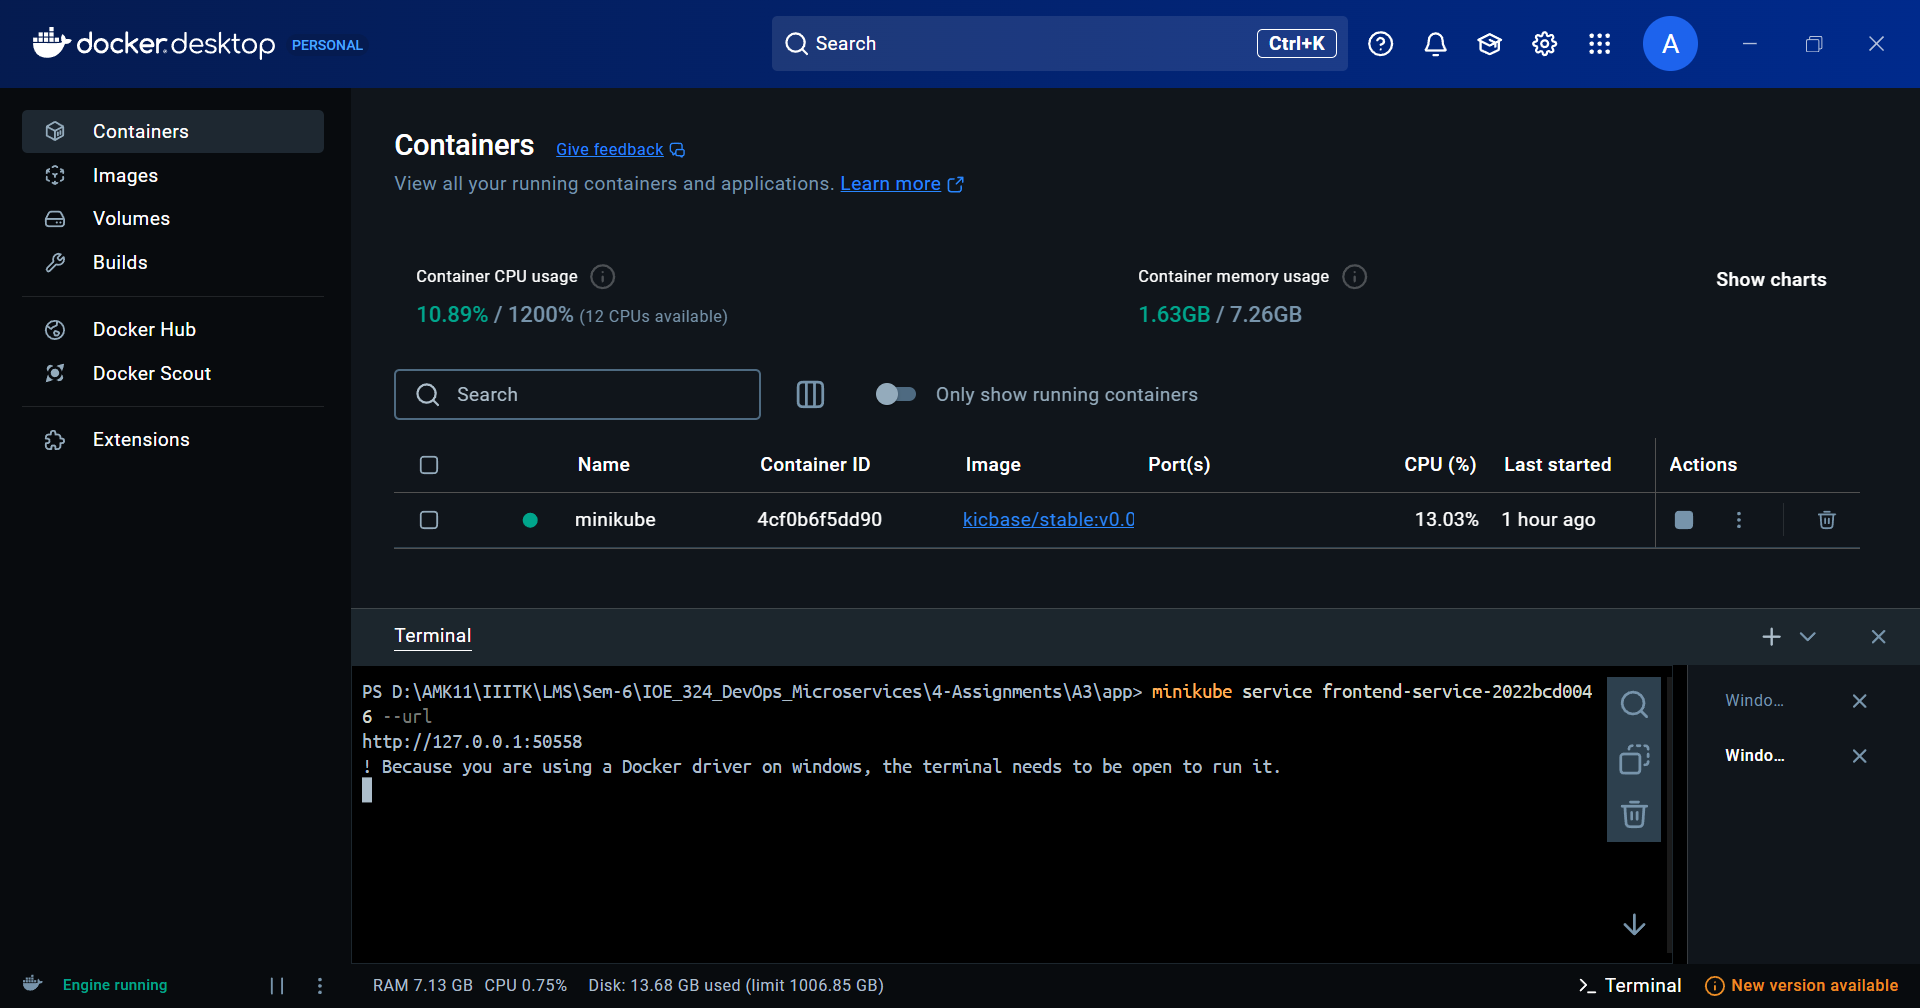 docker.desktop PERSONAL
Search Ctrl+K
A
Containers
Images
Volumes
Builds
Docker Hub
Docker Scout
Extensions
Containers Give feedback
View all your running containers and applications. Learn more
Container CPU usage
10.89% / 1200% (12 CPUs available)
Container memory usage
1.63GB / 7.26GB
Show charts
Search
Only show running containers
Name Container ID Image Port(s) CPU (%) Last started Actions
minikube 4cf0b6f5dd90 kicbase/stable:v0.0 13.03% 1 hour ago
Terminal
PS D:\AMK11\IIITK\LMS\Sem-6\IOE_324_DevOps_Microservices\4-Assignments\A3\app> minikube service frontend-service-2022bcd004
6 --url
http://127.0.0.1:50558
! Because you are using a Docker driver on windows, the terminal needs to be open to run it.
Windo...
Windo...
Engine running
RAM 7.13 GB CPU 0.75% Disk: 13.68 GB used (limit 1006.85 GB)
>_ Terminal
New version available